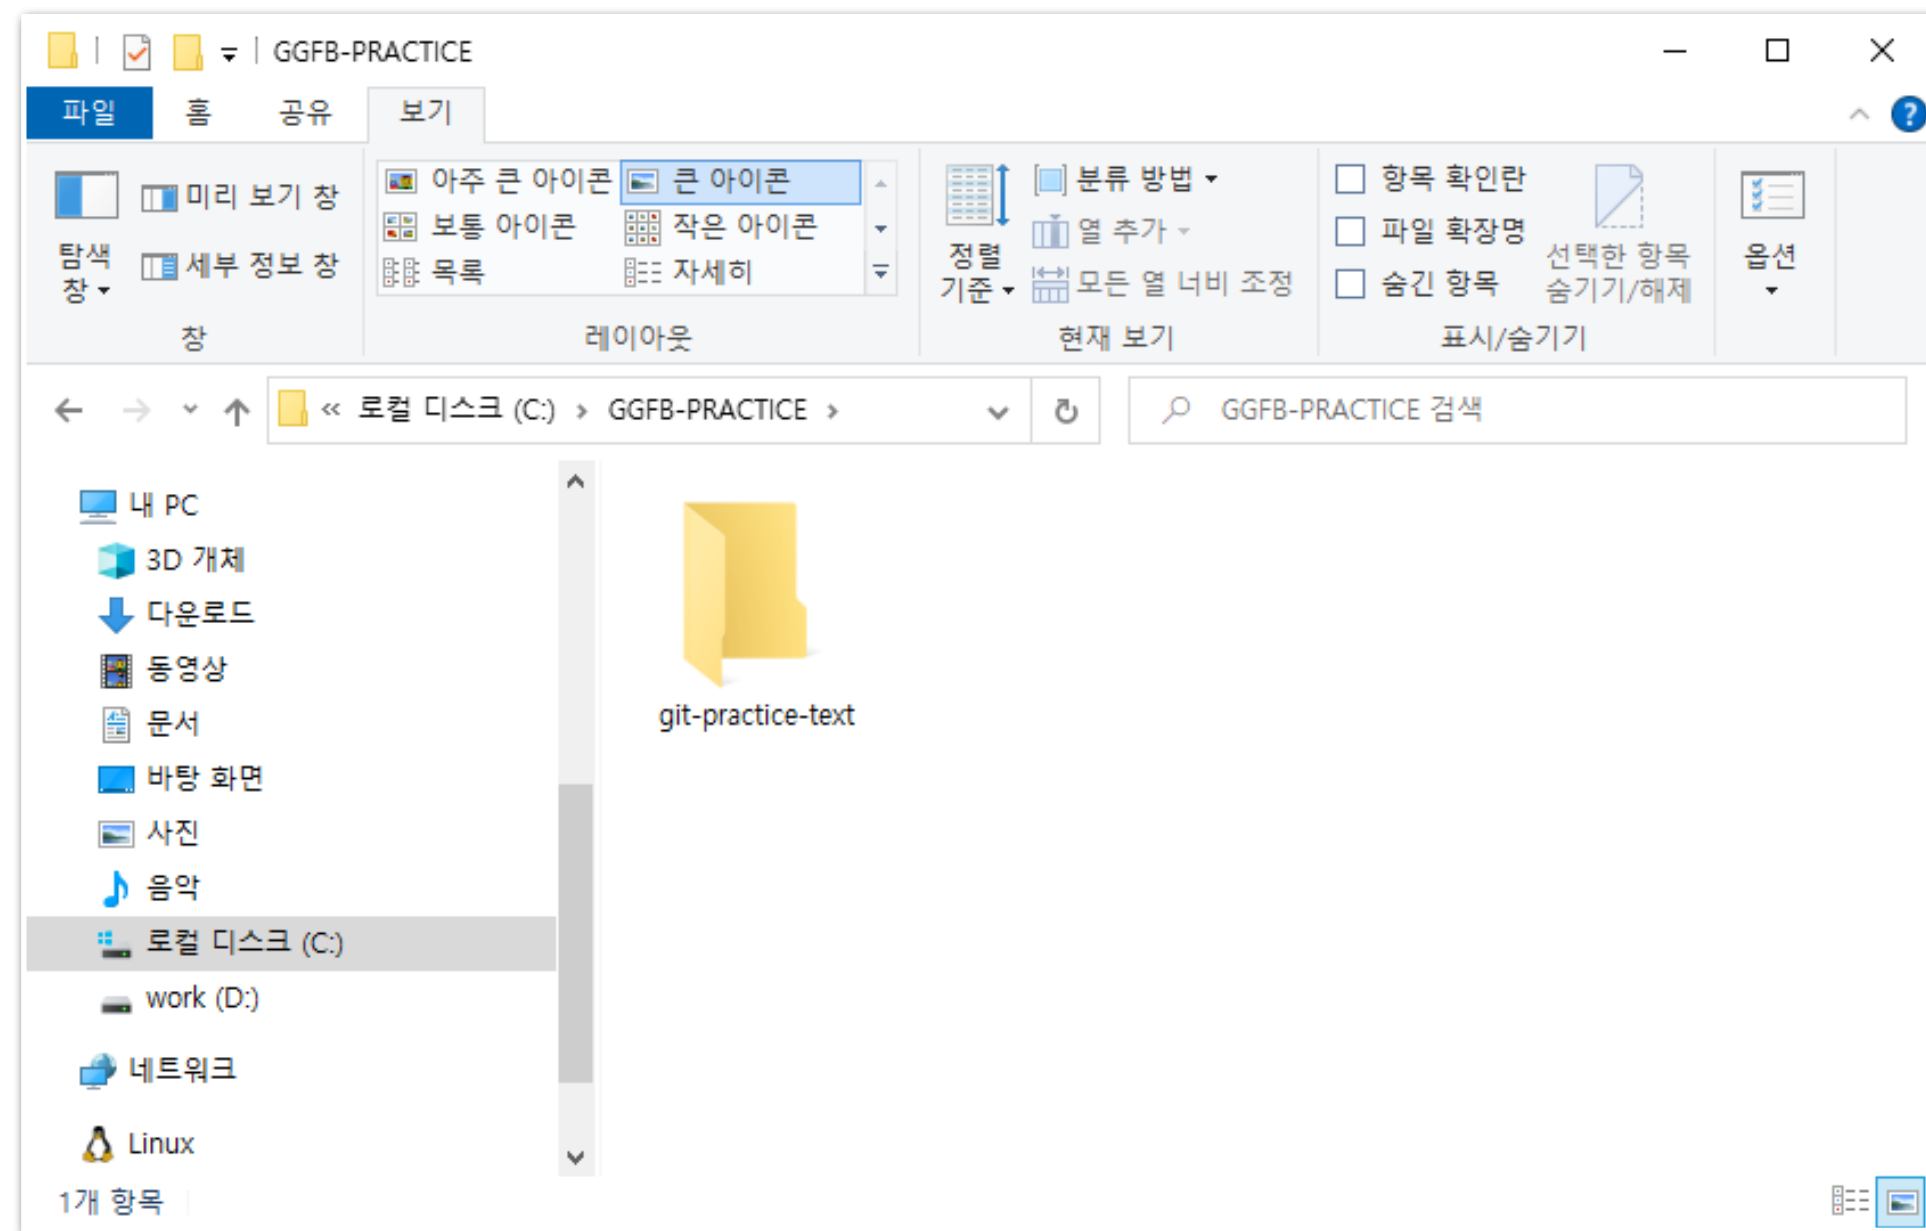 GGFB-PRACTICE
파일 홈 공유 보기
탐색 창
미리 보기 창
세부 정보 창
창
아주 큰 아이콘 큰 아이콘
보통 아이콘 작은 아이콘
목록 자세히
레이아웃
정렬 기준
분류 방법
열 추가
모든 열 너비 조정
현재 보기
항목 확인란
파일 확장명
숨긴 항목
선택한 항목
숨기기/해제
표시/숨기기
옵션
« 로컬 디스크 (C:) › GGFB-PRACTICE ›
GGFB-PRACTICE 검색
내 PC
3D 개체
다운로드
동영상
문서
바탕 화면
사진
음악
로컬 디스크 (C:)
work (D:)
네트워크
Linux
git-practice-text
1개 항목